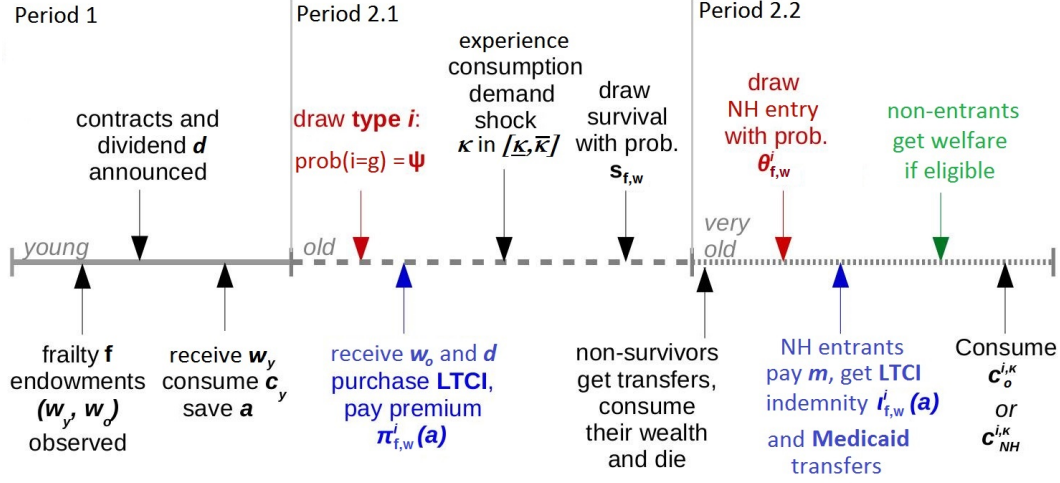 Period 1
Period 2.1
Period 2.2
contracts and
dividend d
announced
draw type i:
prob(i=g) = ψ
experience
consumption
demand
shock
κ in [κ,κ̅]
draw
survival
with prob.
s_f,w
draw
NH entry
with prob.
θ^i_f,w
non-entrants
get welfare
if eligible
young
old
very
old
frailty f
endowments
(w_y, w_o)
observed
receive w_y
consume c_y
save a
receive w_o and d
purchase LTCI,
pay premium
π^i_f,w(a)
non-survivors
get transfers,
consume
their wealth
and die
NH entrants
pay m, get LTCI
indemnity ι^i_f,w(a)
and Medicaid
transfers
Consume
c_o^i,κ
or
c_NH^i,κ